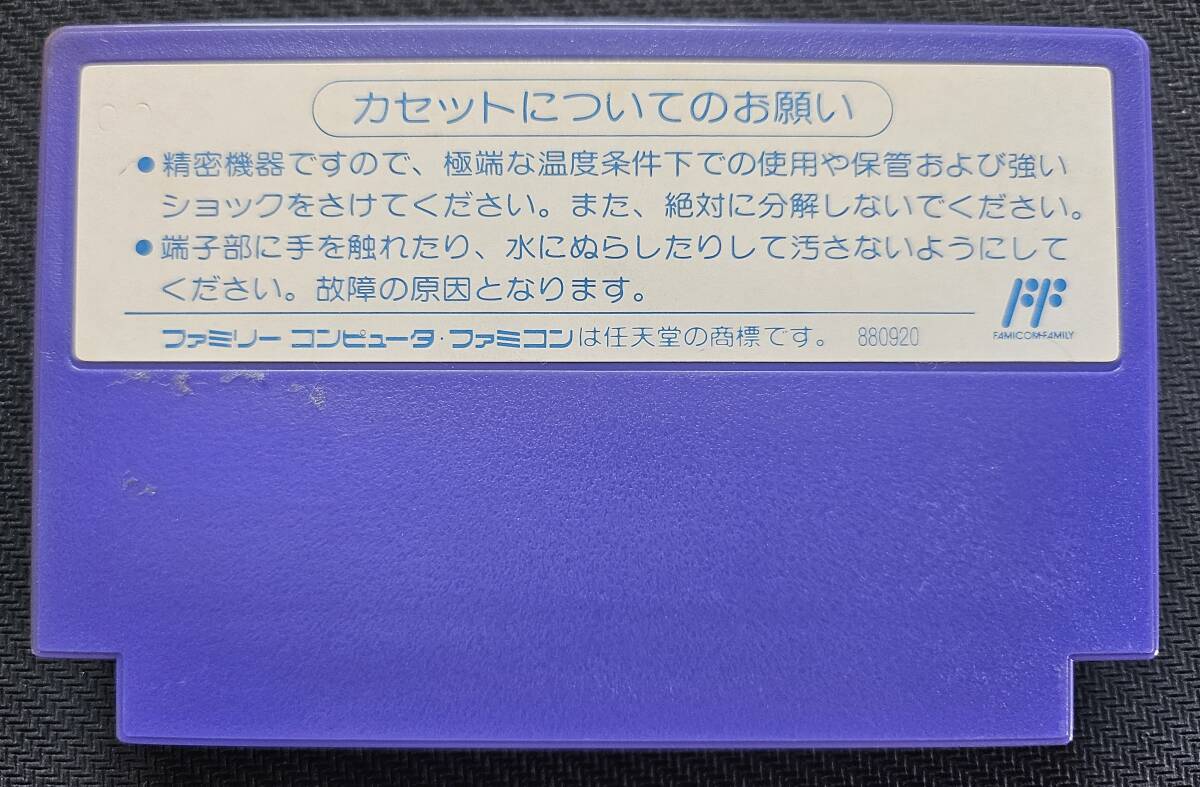 カセットについてのお願い
●精密機器ですので、極端な温度条件下での使用や保管および強い
ショックをさけてください。また、絶対に分解しないでください。
●端子部に手を触れたり、水にぬらしたりして汚さないようにして
ください。故障の原因となります。
FF
FAMICOM-FAMILY
ファミリー コンピュータ・ファミコンは任天堂の商標です。 880920